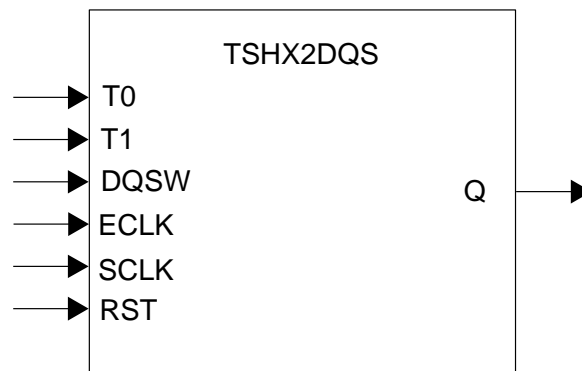 TSHX2DQS
T0
T1
DQSW
Q
ECLK
SCLK
RST